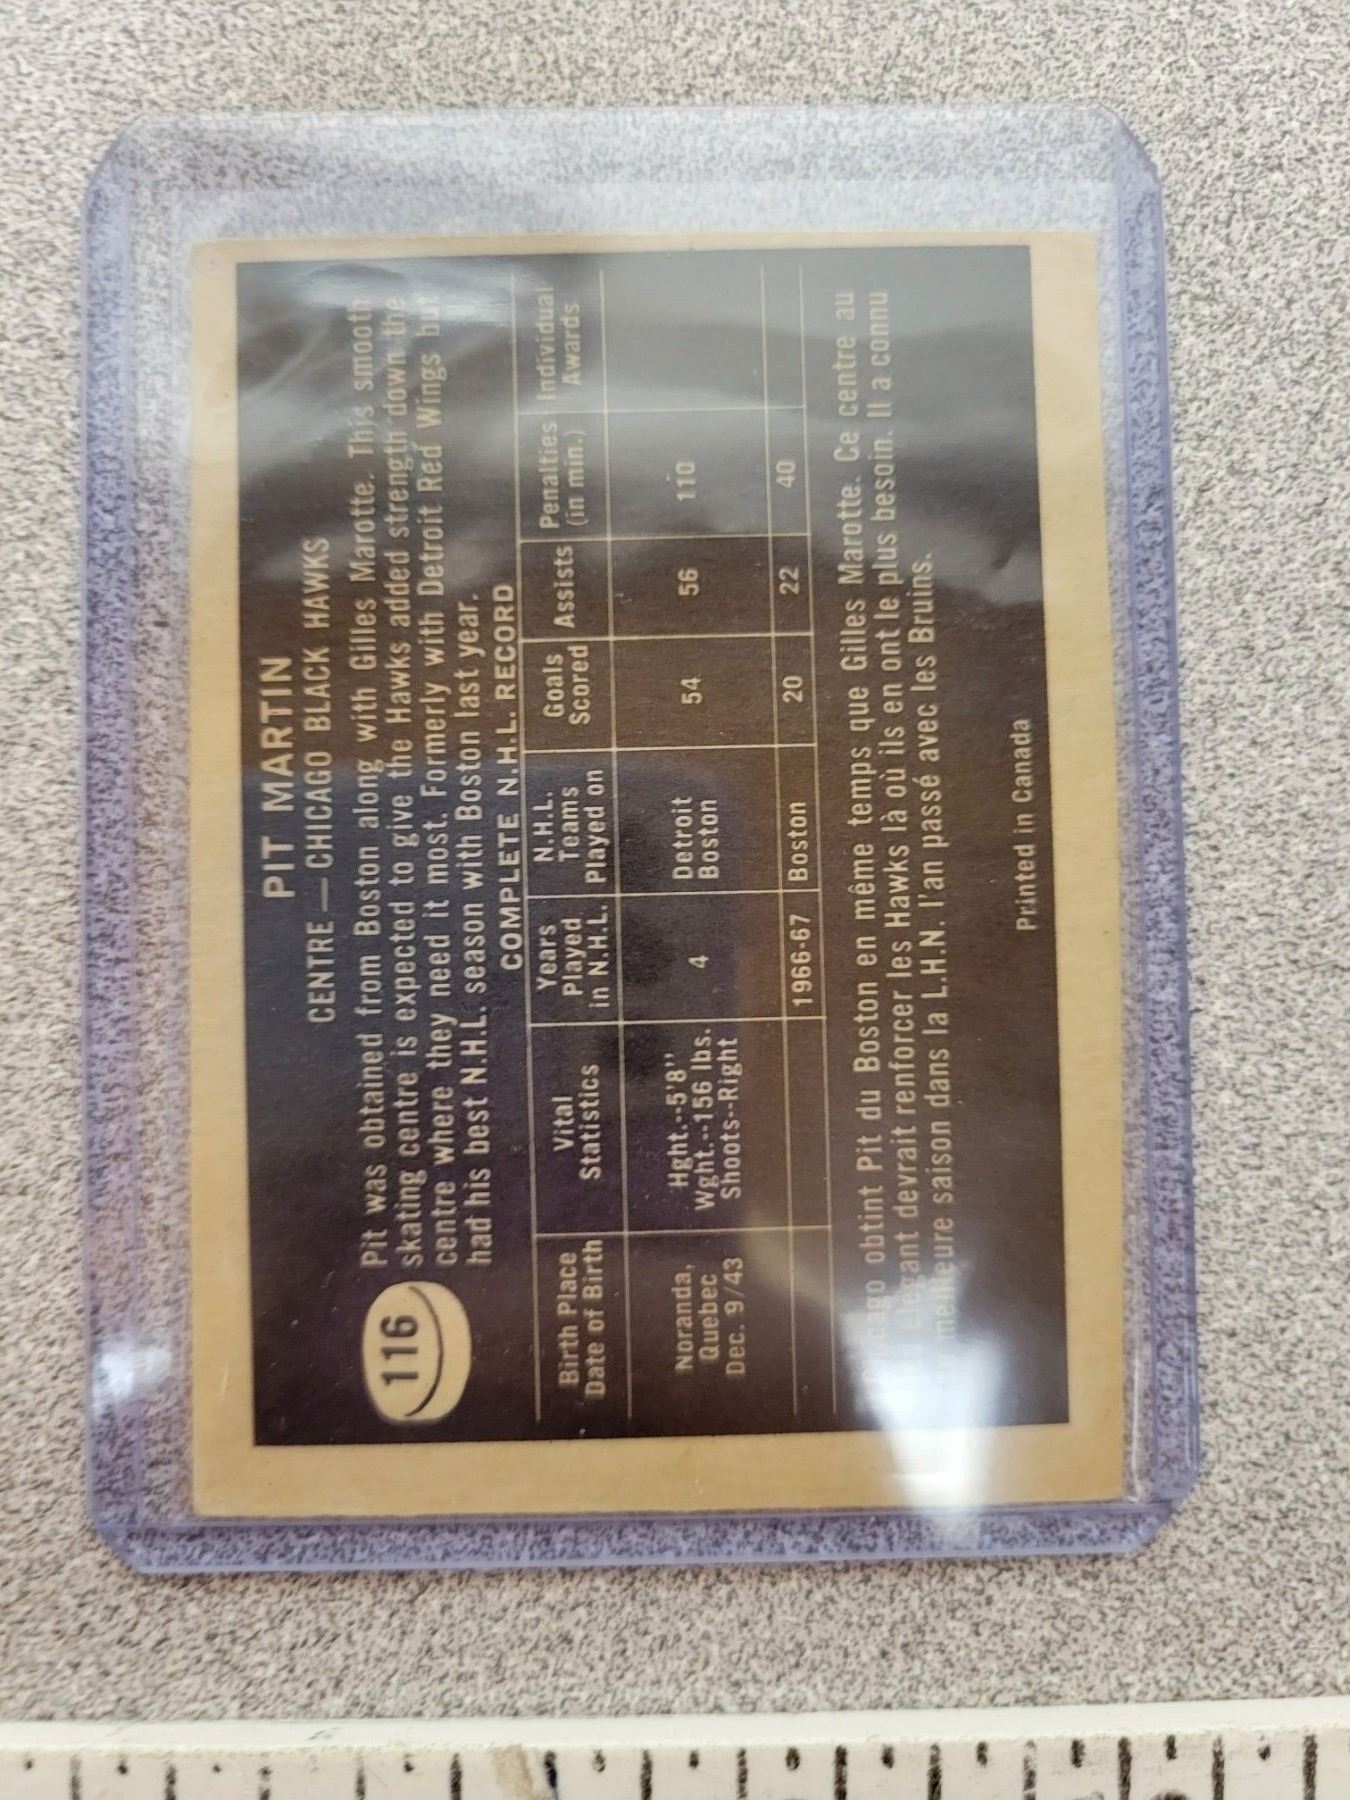 PIT MARTIN
CENTRE — CHICAGO BLACK HAWKS
116
Pit was obtained from Boston along with Gilles Marotte. This smooth
skating centre is expected to give the Hawks added strength down the
centre where they need it most. Formerly with Detroit Red Wings but
had his best N.H.L. season with Boston last year.
COMPLETE N.H.L. RECORD
Birth Place
Date of Birth
Vital
Statistics
Years
Played
in N.H.L.
N.H.L.
Teams
Played on
Goals
Scored
Assists
Penalties
(in min.)
Individual
Awards
Noranda,
Quebec
Dec. 9/43
Hght.--5'8"
Wght.--156 lbs.
Shoots--Right
4
Detroit
Boston
54
56
110
1966-67
Boston
20
22
40
obtint Pit du Boston en même temps que Gilles Marotte. Ce centre au
devrait renforcer les Hawks là où ils en ont le plus besoin. Il a connu
meilleure saison dans la L.H.N. l'an passé avec les Bruins.
Printed in Canada